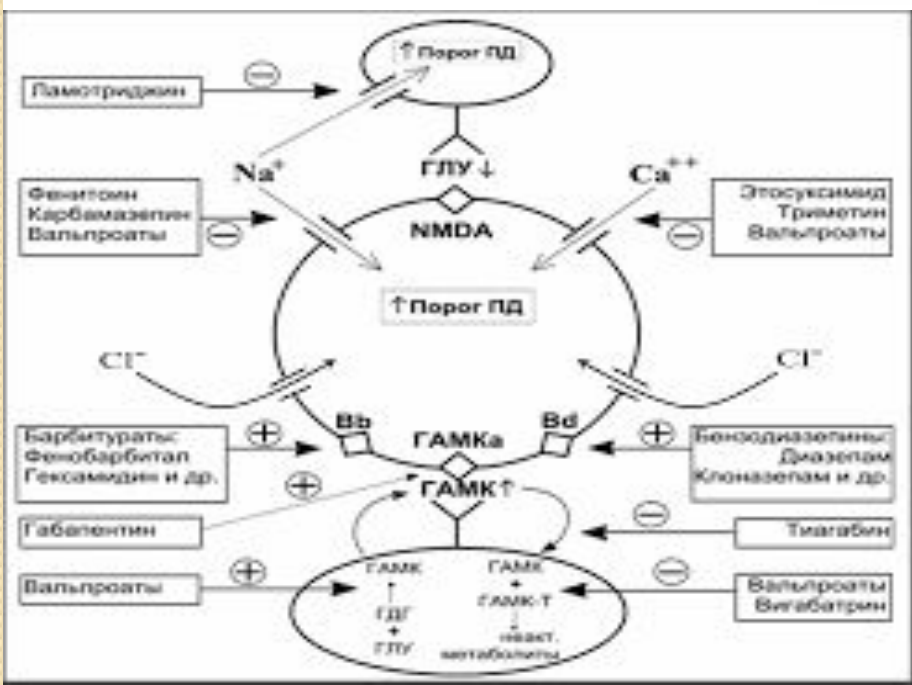 ↑Порог ПД
Ламотриджин
Na⁺
ГЛУ ↓
Ca⁺⁺
Фенитоин
Карбамазепин
Вальпроаты
NMDA
Этосуксимид
Триметин
Вальпроаты
↑Порог ПД
Cl⁻
Cl⁻
Bb
ГАМКа
Bd
Барбитураты:
Фенобарбитал
Гексамидин и др.
Бензодиазепины:
Диазепам
Клоназепам и др.
ГАМК↑
Габапентин
Тиагабин
Вальпроаты
ГАМК
↑
ГДГ
+
ГЛУ
ГАМК
+
ГАМК-Т
↓
неакт.
метаболиты
Вальпроаты
Вигабатрин